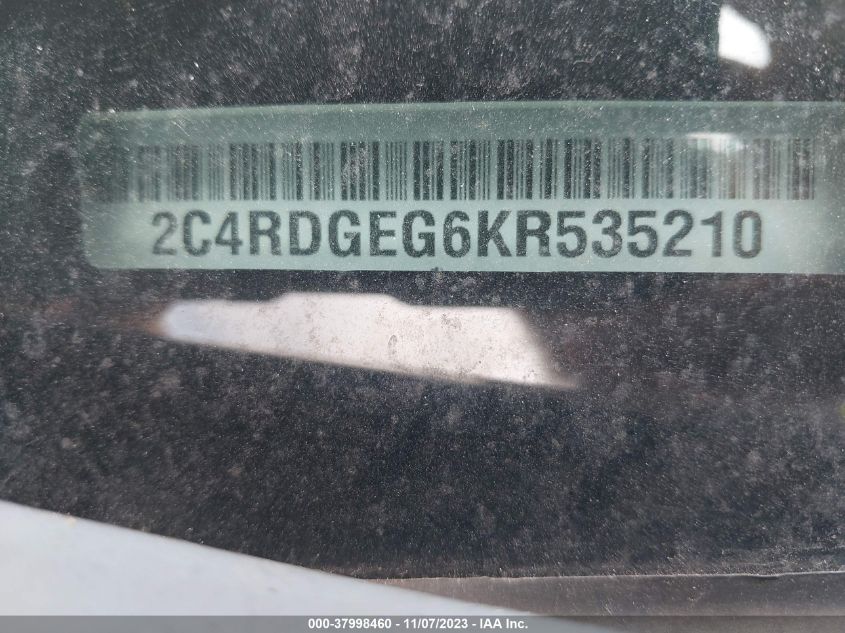 2C4RDGEG6KR535210
000-37998460 - 11/07/2023 - IAA Inc.